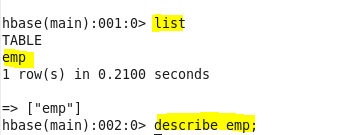 hbase(main):001:0> list
TABLE
emp
1 row(s) in 0.2100 seconds
=> ["emp"]
hbase(main):002:0> describe emp;